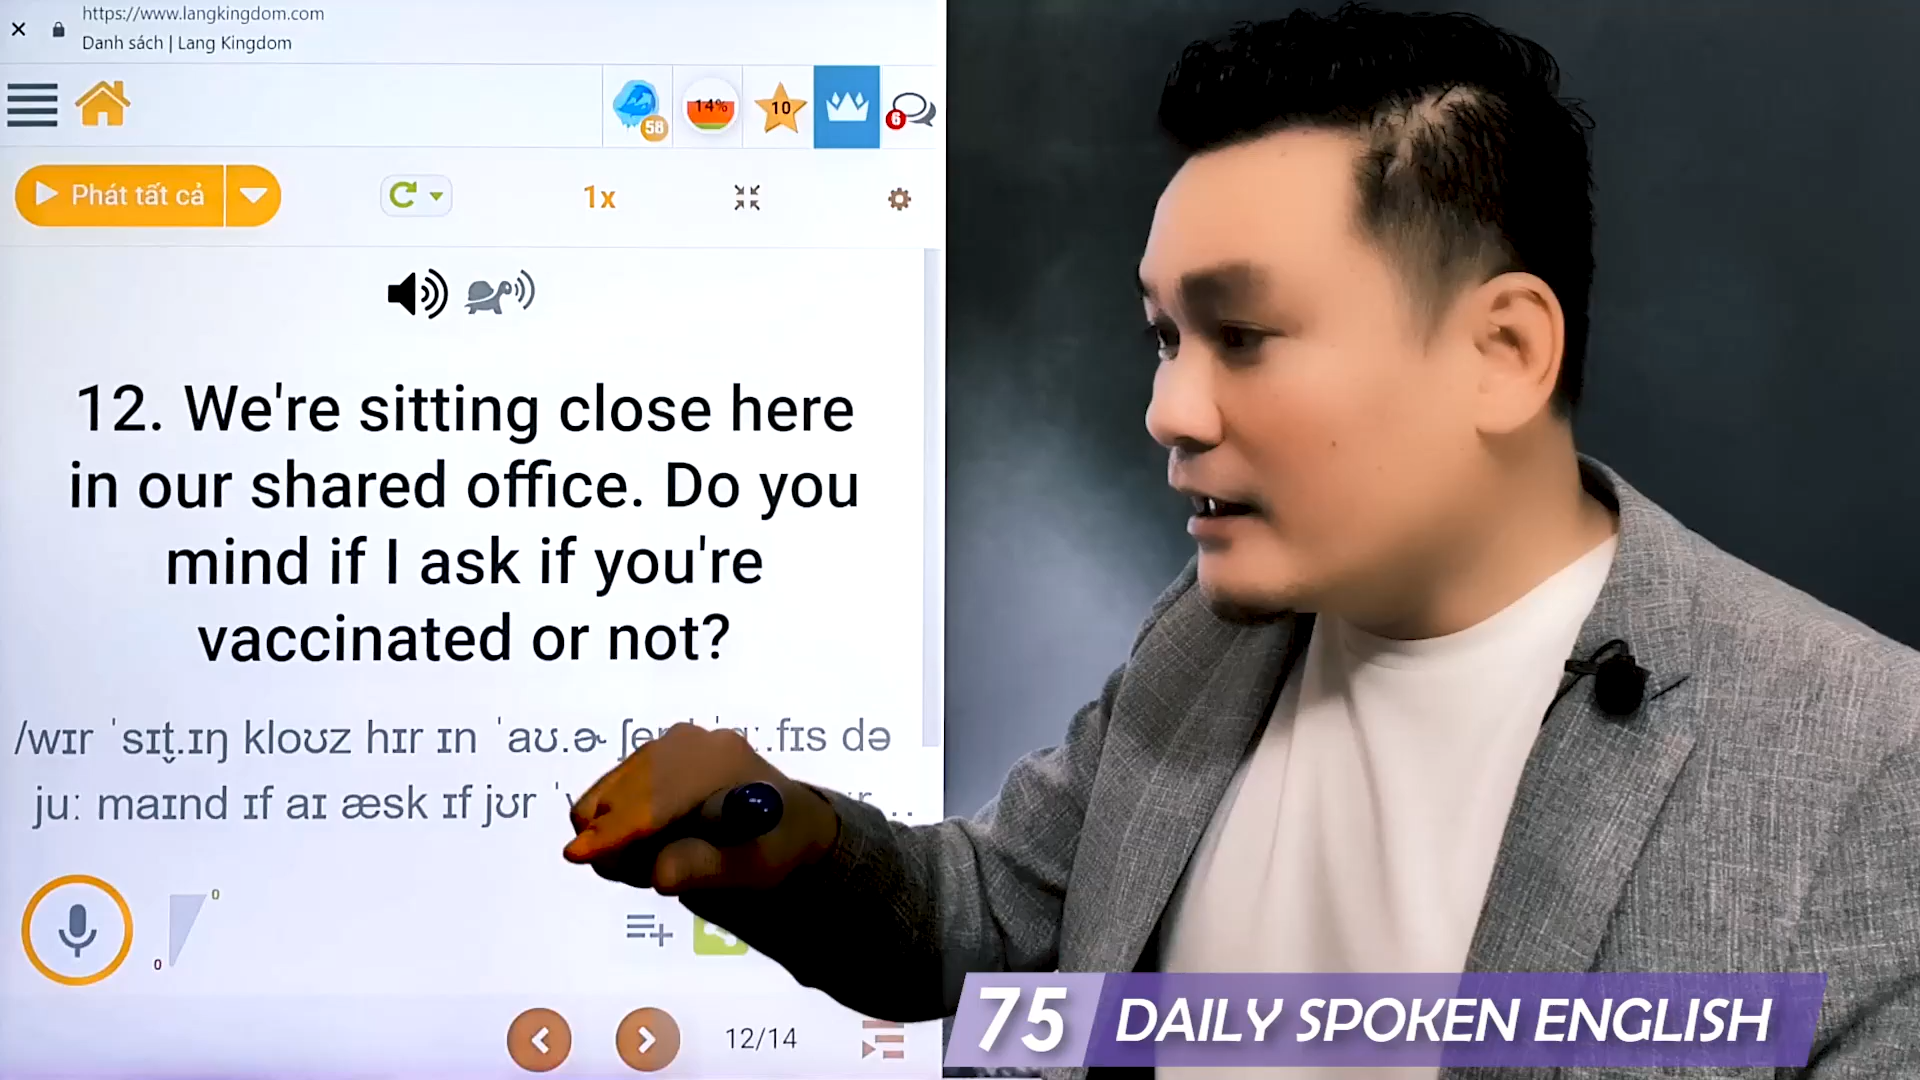 https://www.langkingdom.com
Danh sách | Lang Kingdom
58
14%
10
6
Phát tất cả
1x
12. We're sitting close here
in our shared office. Do you
mind if I ask if you're
vaccinated or not?
/wɪr ˈsɪt̬.ɪŋ kloʊz hɪr ɪn ˈaʊ.ɚ .fɪs də
juː maɪnd ɪf aɪ æsk ɪf jʊr
0
0
12/14
75 DAILY SPOKEN ENGLISH